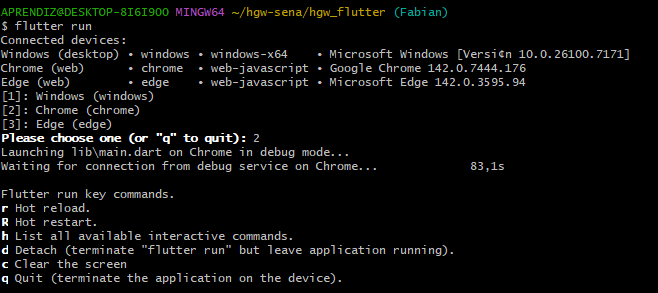 APRENDIZ@DESKTOP-8I6I9OO MINGW64 ~/hgw-sena/hgw_flutter (Fabian)
$ flutter run
Connected devices:
Windows (desktop) • windows • windows-x64    • Microsoft Windows [Versi¢n 10.0.26100.7171]
Chrome (web)      • chrome  • web-javascript • Google Chrome 142.0.7444.176
Edge (web)        • edge    • web-javascript • Microsoft Edge 142.0.3595.94
[1]: Windows (windows)
[2]: Chrome (chrome)
[3]: Edge (edge)
Please choose one (or "q" to quit): 2
Launching lib\main.dart on Chrome in debug mode...
Waiting for connection from debug service on Chrome...             83,1s
Flutter run key commands.
r Hot reload.
R Hot restart.
h List all available interactive commands.
d Detach (terminate "flutter run" but leave application running).
c Clear the screen
q Quit (terminate the application on the device).